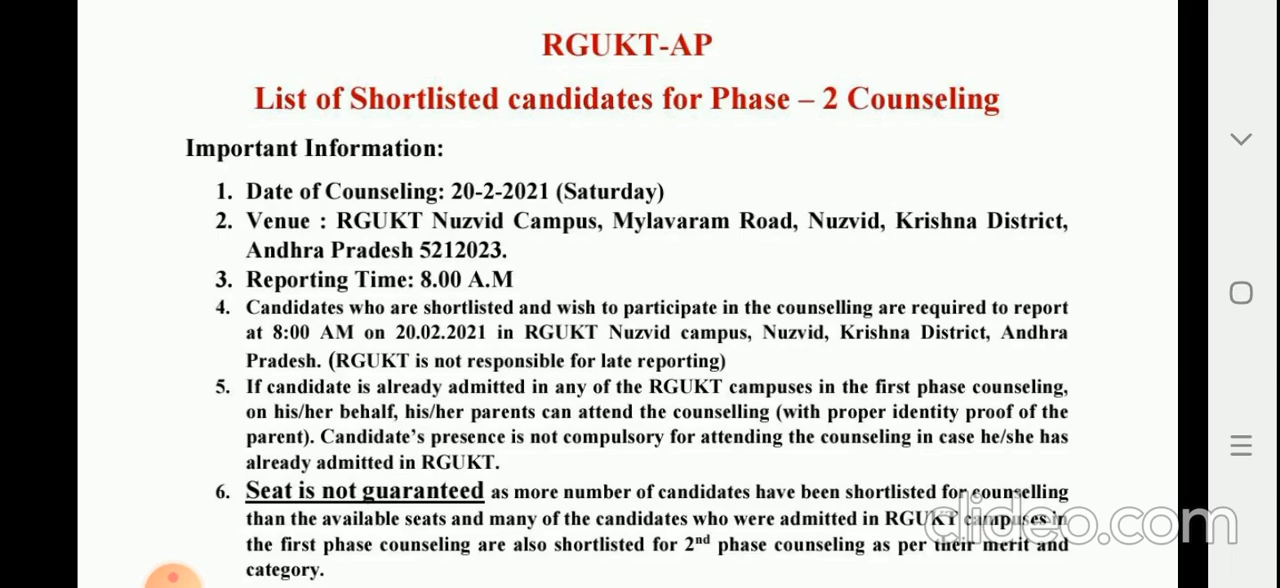 RGUKT-AP
List of Shortlisted candidates for Phase – 2 Counseling
Important Information:
1. Date of Counseling: 20-2-2021 (Saturday)
2. Venue : RGUKT Nuzvid Campus, Mylavaram Road, Nuzvid, Krishna District,
Andhra Pradesh 5212023.
3. Reporting Time: 8.00 A.M
4. Candidates who are shortlisted and wish to participate in the counselling are required to report
at 8:00 AM on 20.02.2021 in RGUKT Nuzvid campus, Nuzvid, Krishna District, Andhra
Pradesh. (RGUKT is not responsible for late reporting)
5. If candidate is already admitted in any of the RGUKT campuses in the first phase counseling,
on his/her behalf, his/her parents can attend the counselling (with proper identity proof of the
parent). Candidate's presence is not compulsory for attending the counseling in case he/she has
already admitted in RGUKT.
6. Seat is not guaranteed as more number of candidates have been shortlisted for counselling
than the available seats and many of the candidates who were admitted in RGUKT campuses in
the first phase counseling are also shortlisted for 2nd phase counseling as per their merit and
category.
clideo.com